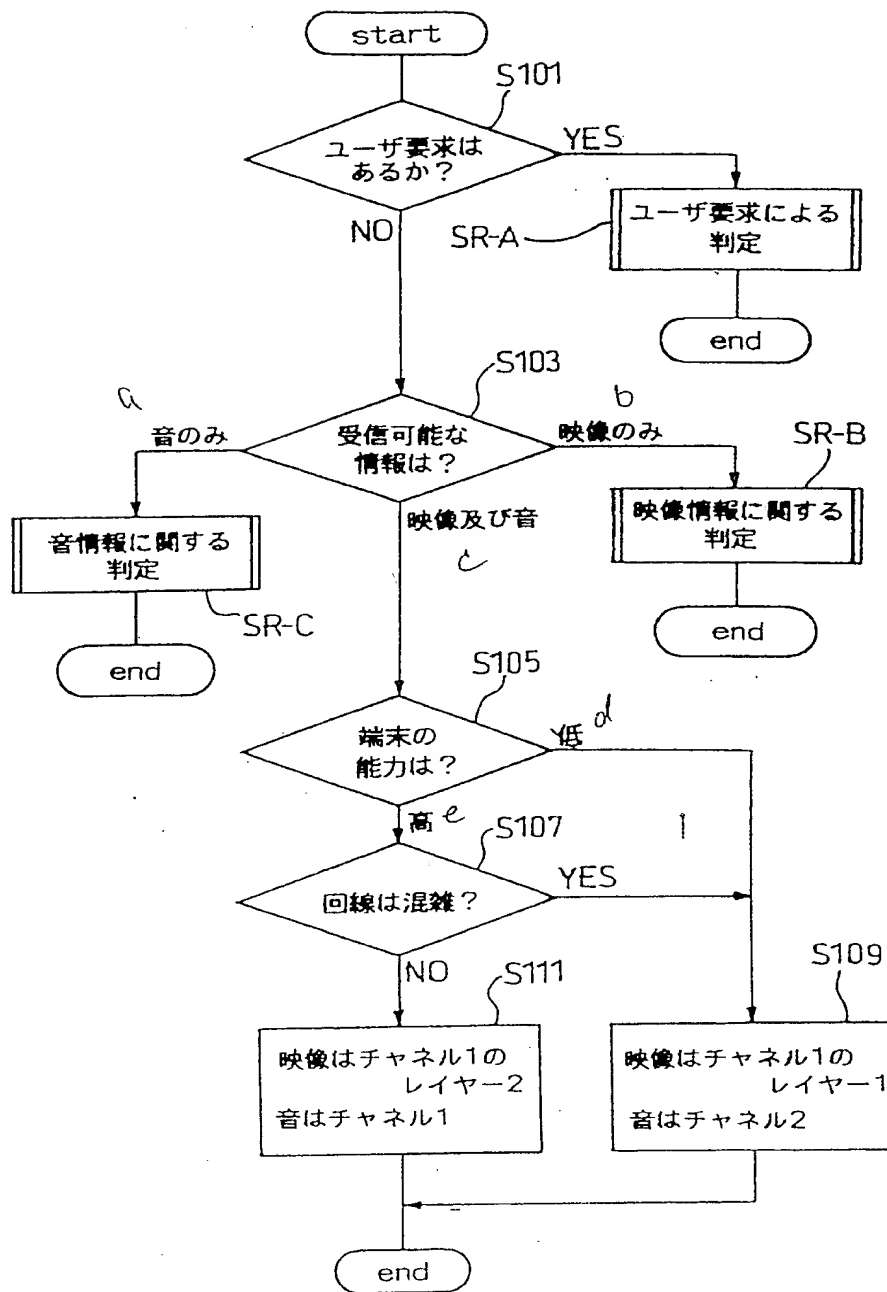 start
S101
ユーザ要求は
あるか？
YES
NO
SR-A
ユーザ要求による
判定
end
S103
a
b
音のみ
受信可能な
情報は？
映像のみ
SR-B
映像及び音
c
音情報に関する
判定
映像情報に関する
判定
SR-C
end
end
S105
端末の
能力は？
低
d
高
e
S107
回線は混雑？
YES
NO
S111
S109
映像はチャネル1の
レイヤー2
音はチャネル1
映像はチャネル1の
レイヤー1
音はチャネル2
end